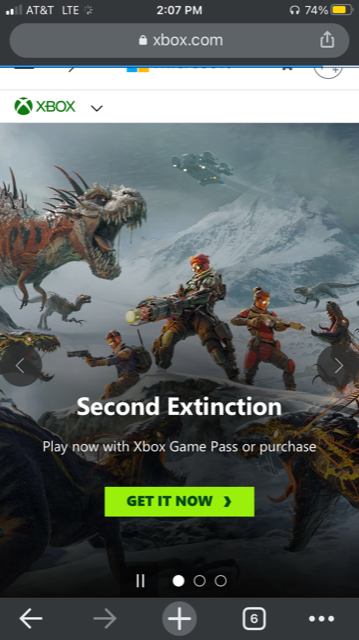 AT&T LTE 2:07 PM 74%
xbox.com
XBOX
Second Extinction
Play now with Xbox Game Pass or purchase
GET IT NOW
6